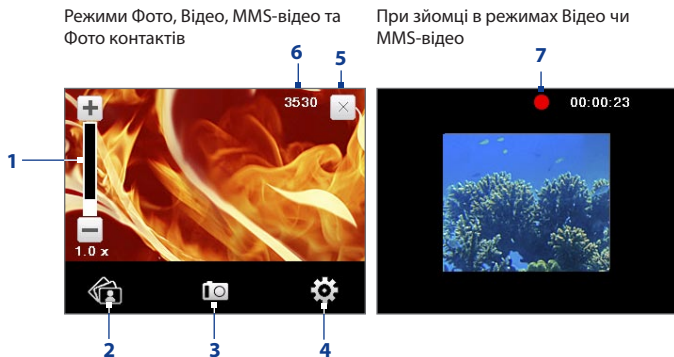 Режими Фото, Відео, MMS-відео та
Фото контактів
При зйомці в режимах Відео чи
MMS-відео
6
5
7
3530
00:00:23
1
1.0 x
2
3
4